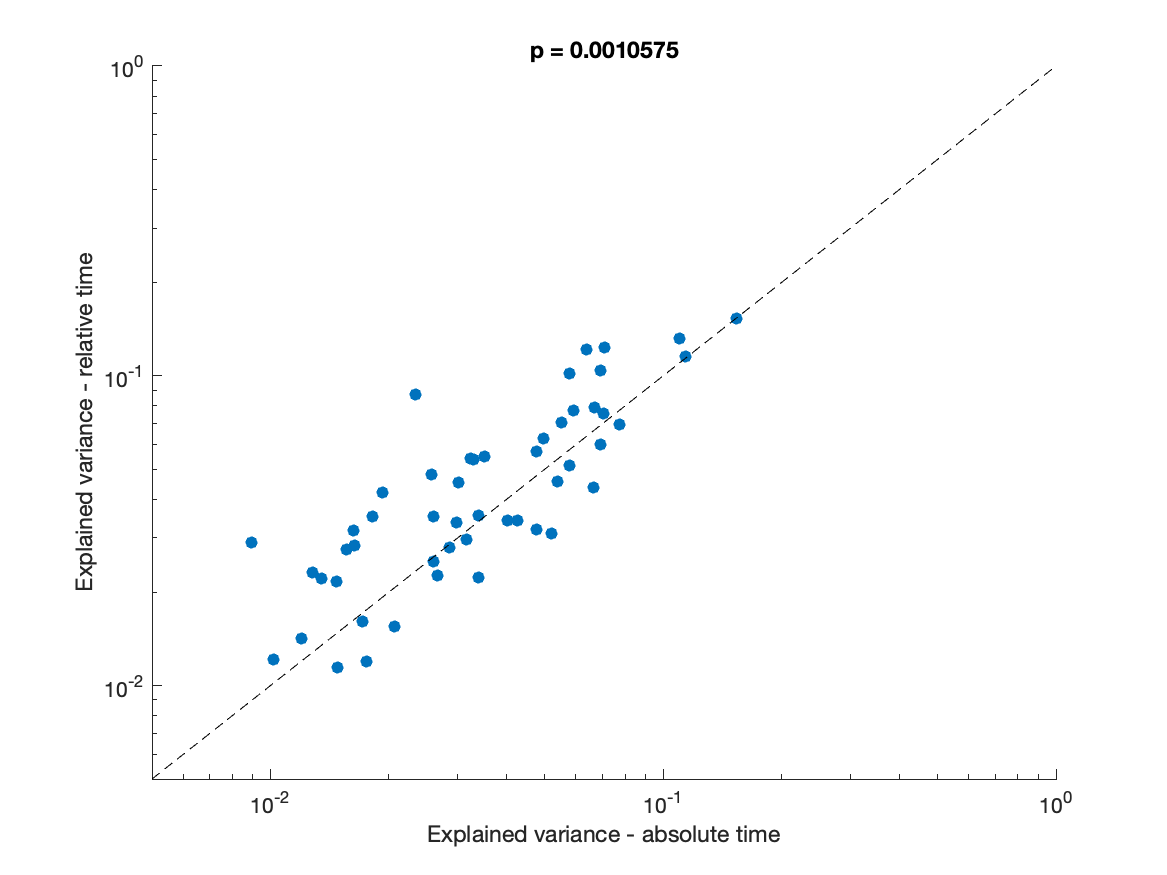 p = 0.0010575
10^0
10^-1
10^-2
Explained variance - relative time
10^-2
10^-1
10^0
Explained variance - absolute time